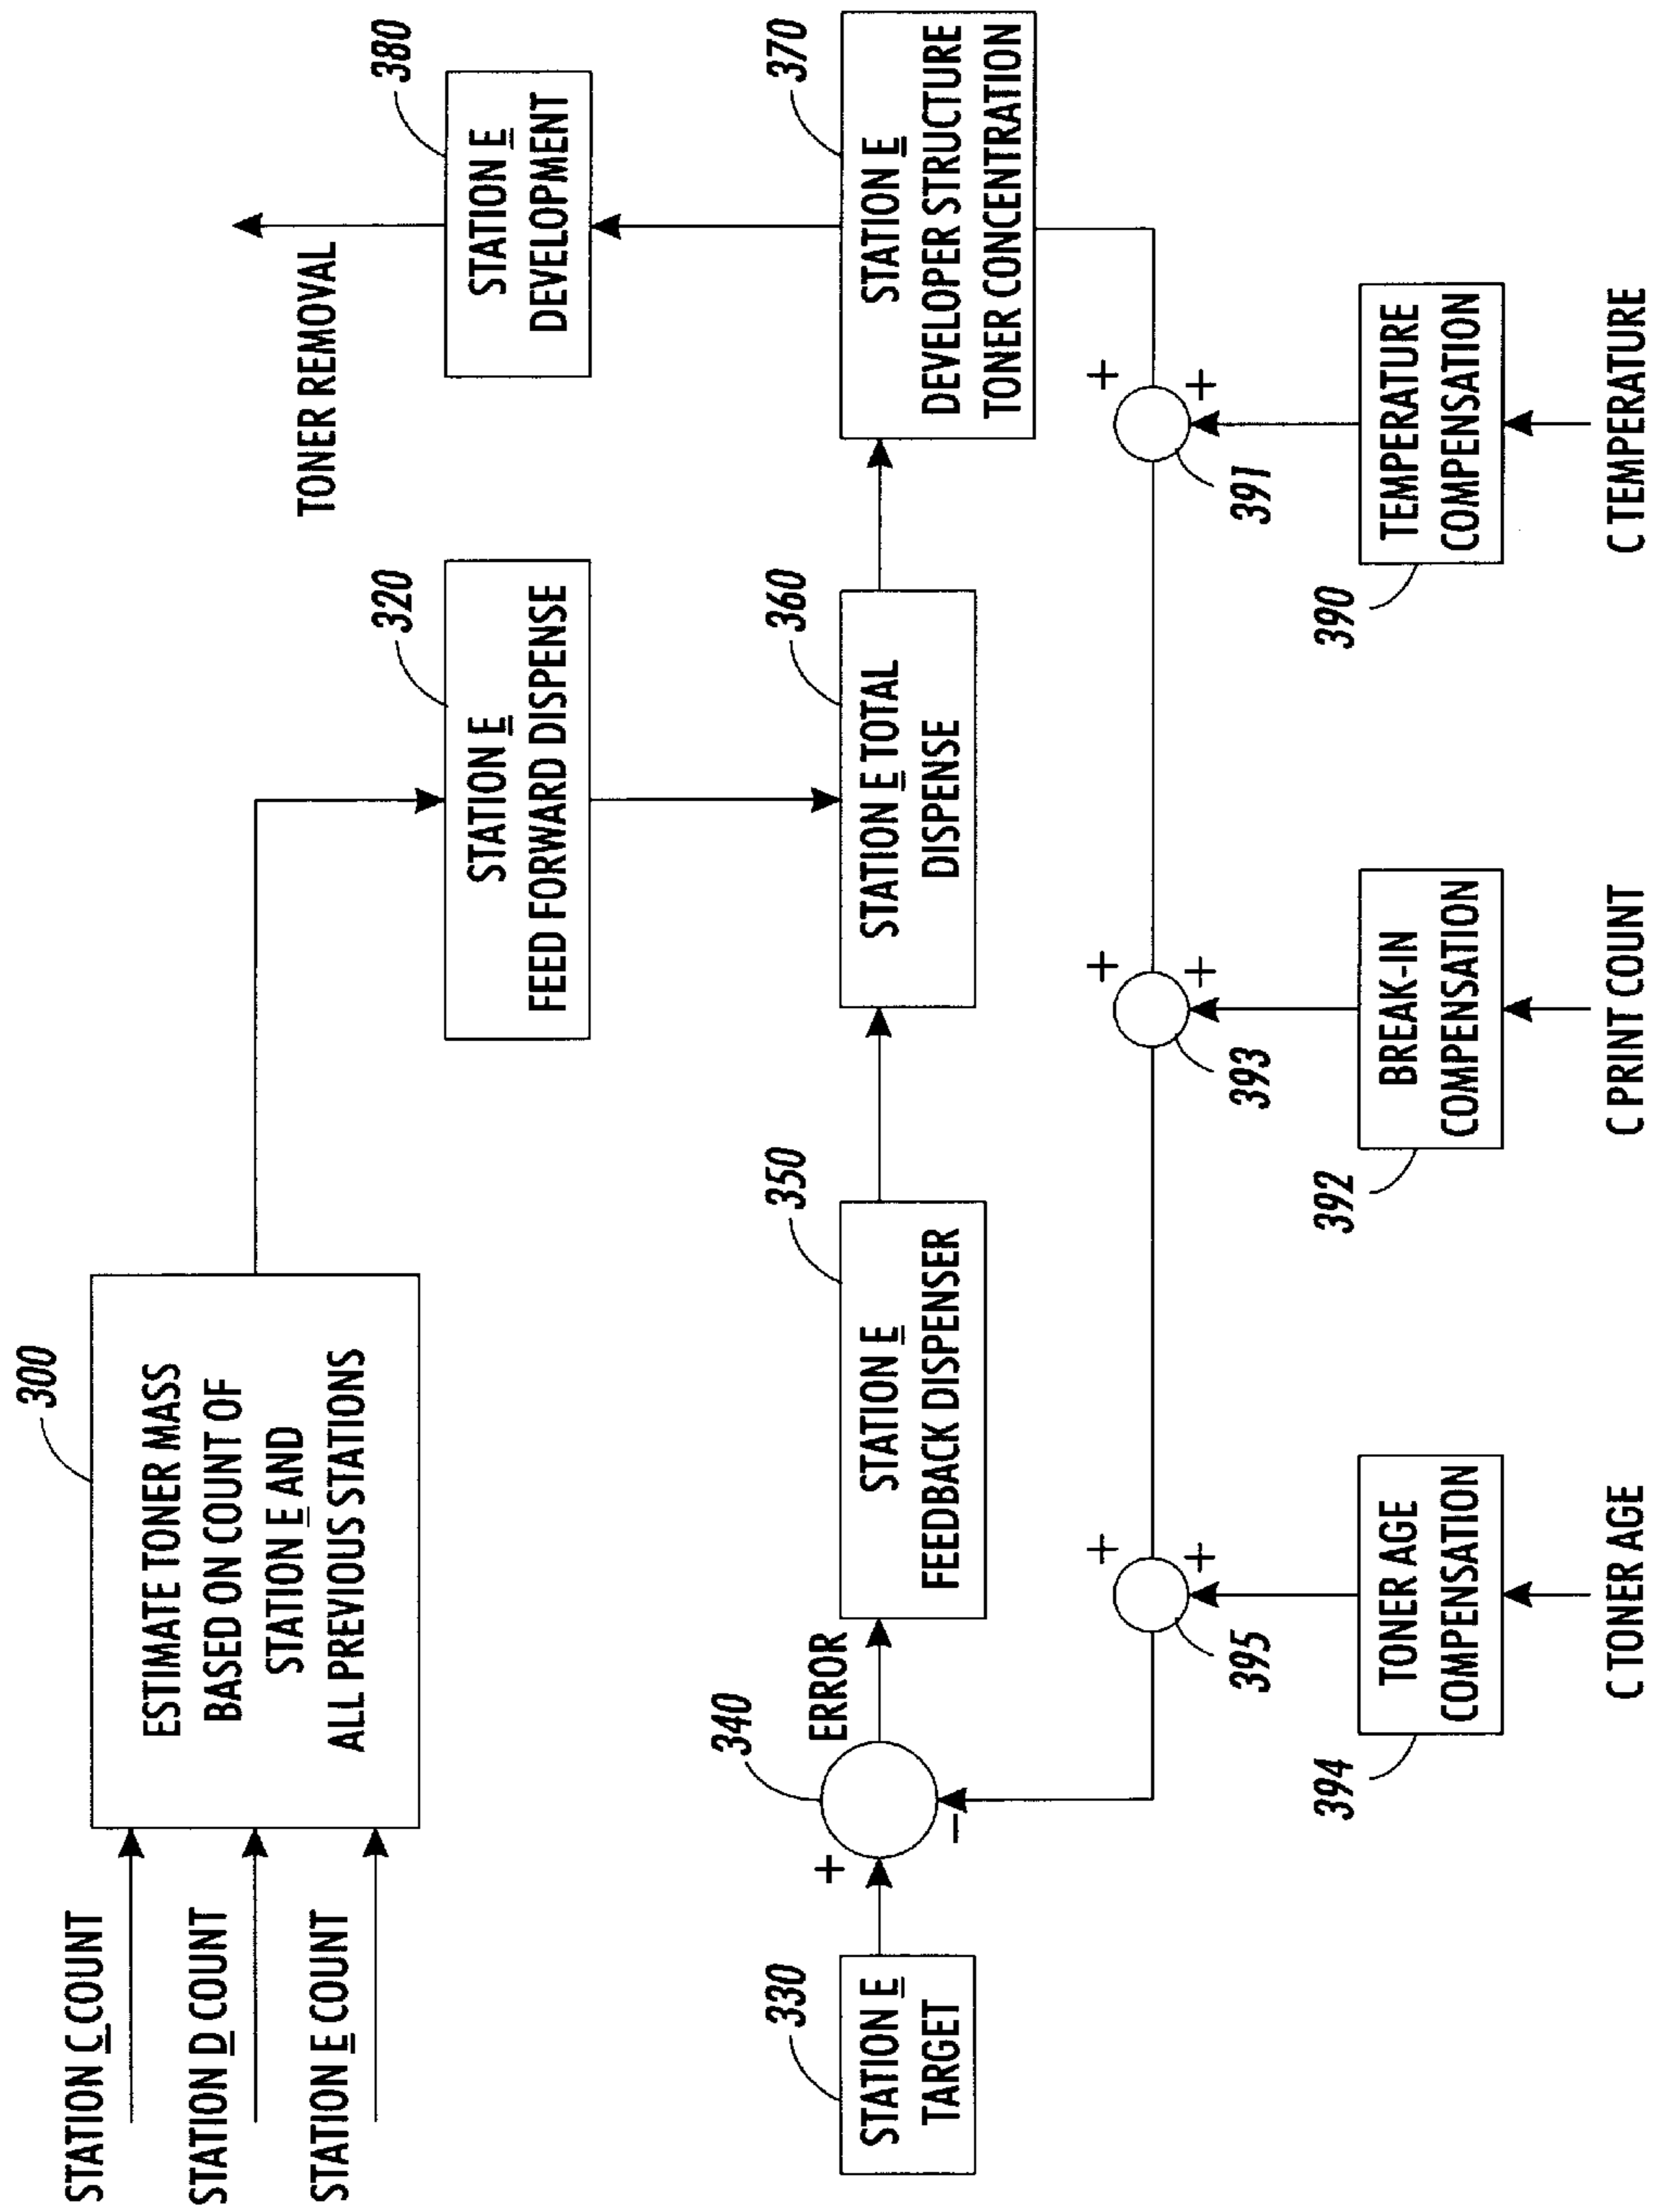 STATION C COUNT
STATION D COUNT
STATION E COUNT
300
ESTIMATE TONER MASS
BASED ON COUNT OF
STATION E AND
ALL PREVIOUS STATIONS
320
STATION E
FEED FORWARD DISPENSE
TONER REMOVAL
380
STATION E
DEVELOPMENT
330
STATION E
TARGET
340
+
−
ERROR
350
STATION E
FEEDBACK DISPENSER
360
STATION E TOTAL
DISPENSE
370
STATION E
DEVELOPER STRUCTURE
TONER CONCENTRATION
+
+
395
+
+
393
+
+
391
394
TONER AGE
COMPENSATION
C TONER AGE
392
BREAK-IN
COMPENSATION
C PRINT COUNT
390
TEMPERATURE
COMPENSATION
C TEMPERATURE